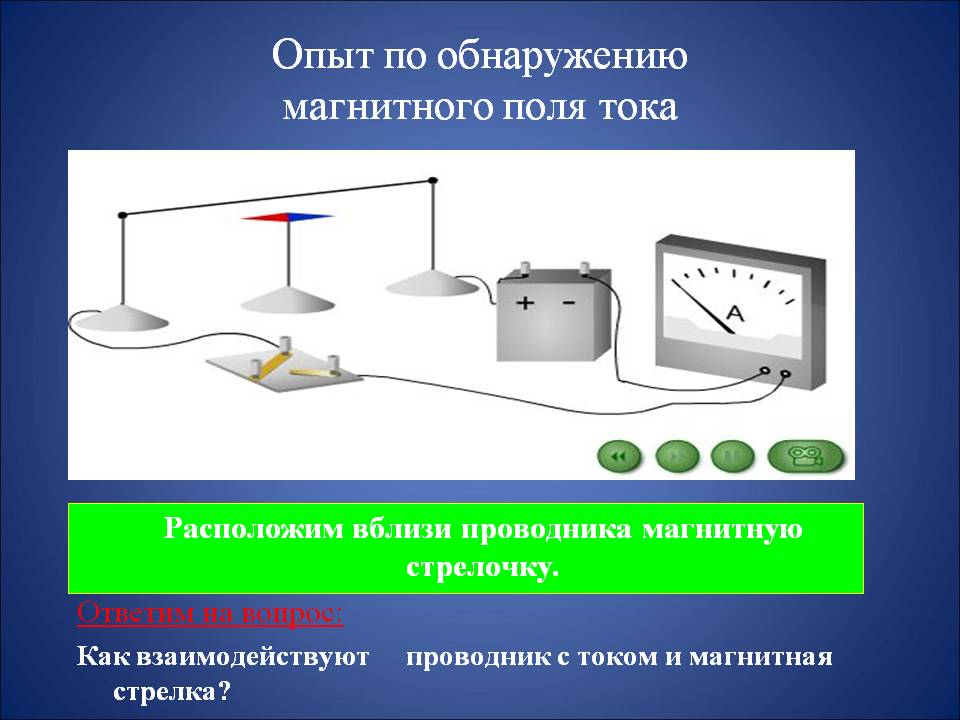 Опыт по обнаружению
магнитного поля тока
+ -
A
Расположим вблизи проводника магнитную
стрелочку.
Ответим на вопрос:
Как взаимодействуют проводник с током и магнитная
стрелка?